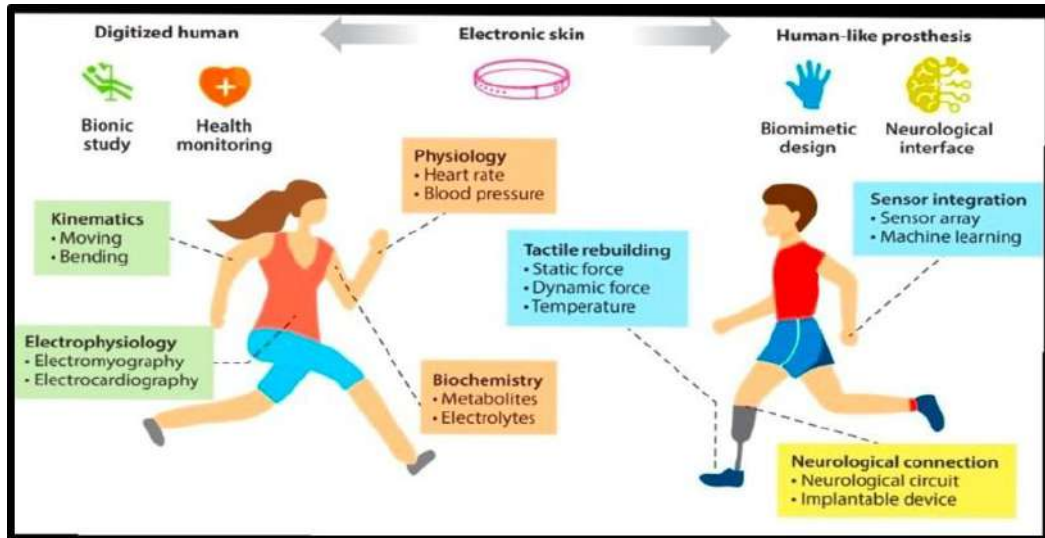 Digitized human
Electronic skin
Human-like prosthesis
Bionic
study
Health
monitoring
Biomimetic
design
Neurological
interface
Physiology
• Heart rate
• Blood pressure
Kinematics
• Moving
• Bending
Sensor integration
• Sensor array
• Machine learning
Tactile rebuilding
• Static force
• Dynamic force
• Temperature
Electrophysiology
• Electromyography
• Electrocardiography
Biochemistry
• Metabolites
• Electrolytes
Neurological connection
• Neurological circuit
• Implantable device